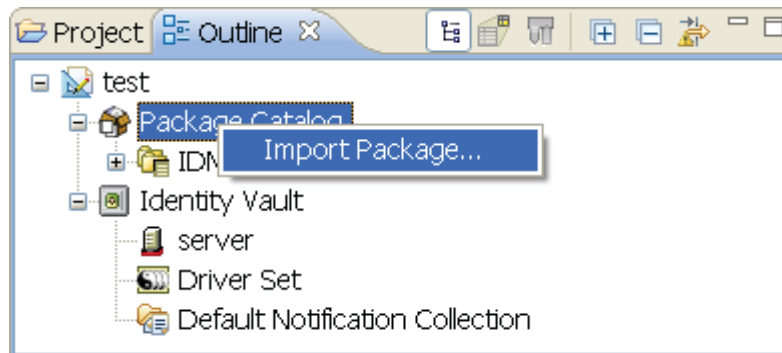 Project Outline
test
Package Catalog
Import Package...
IDM
Identity Vault
server
Driver Set
Default Notification Collection